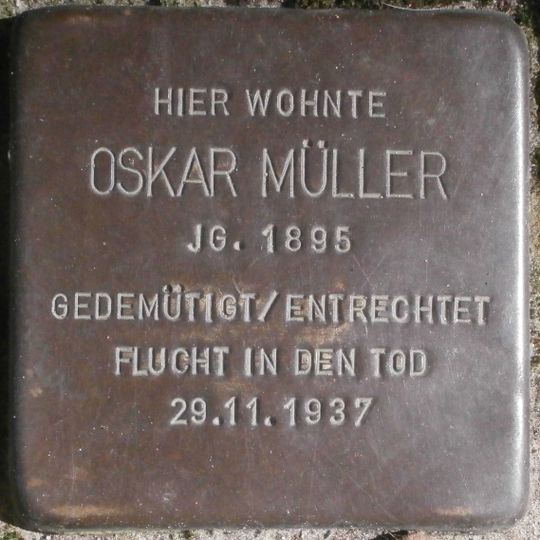 HIER WOHNTE
OSKAR MÜLLER
JG. 1895
GEDEMÜTIGT/ENTRECHTET
FLUCHT IN DEN TOD
29.11.1937